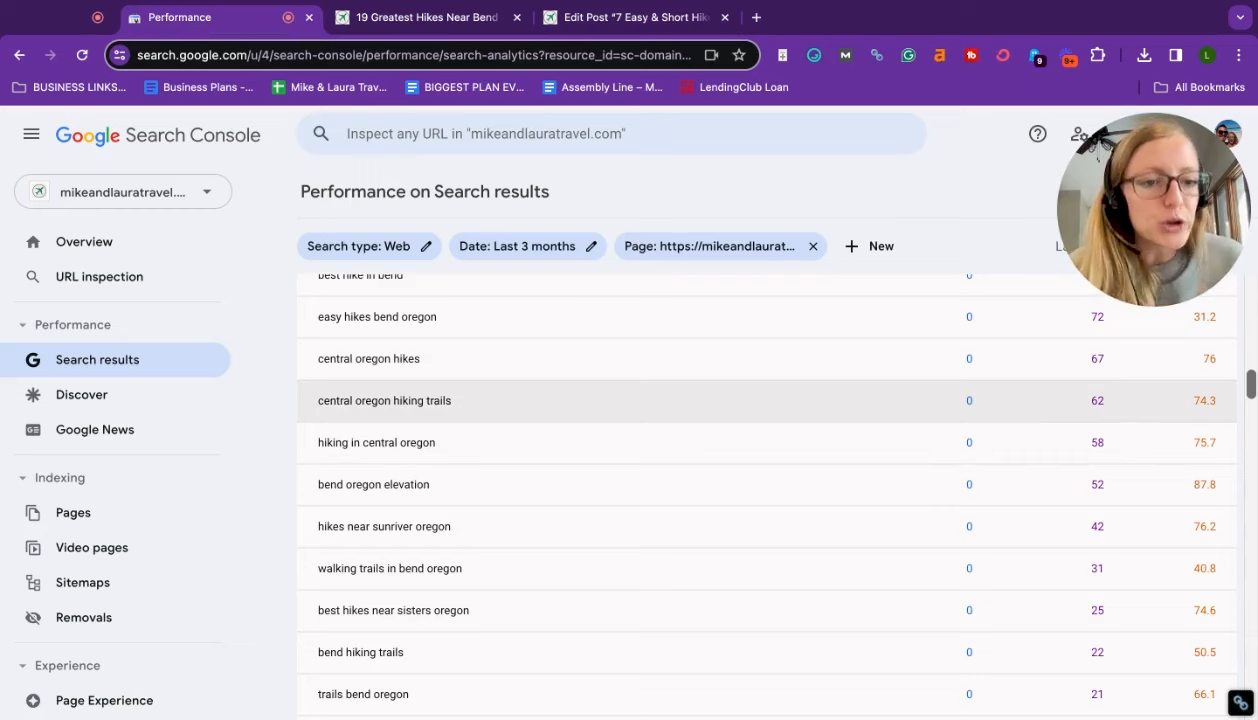 Performance
19 Greatest Hikes Near Bend
Edit Post "7 Easy & Short Hik
search.google.com/u/4/search-console/performance/search-analytics?resource_id=sc-domain...
9
9+
L
BUSINESS LINKS...
Business Plans -...
Mike & Laura Trav...
BIGGEST PLAN EV...
Assembly Line – M...
LendingClub Loan
All Bookmarks
Google Search Console
Inspect any URL in "mikeandlauratravel.com"
mikeandlauratravel....
Performance on Search results
Search type: Web
Date: Last 3 months
Page: https://mikeandlaurat...
New
Overview
URL inspection
Performance
Search results
Discover
Google News
Indexing
Pages
Video pages
Sitemaps
Removals
Experience
Page Experience
best hike in bend 0
easy hikes bend oregon 0 72 31.2
central oregon hikes 0 67 76
central oregon hiking trails 0 62 74.3
hiking in central oregon 0 58 75.7
bend oregon elevation 0 52 87.8
hikes near sunriver oregon 0 42 76.2
walking trails in bend oregon 0 31 40.8
best hikes near sisters oregon 0 25 74.6
bend hiking trails 0 22 50.5
trails bend oregon 0 21 66.1